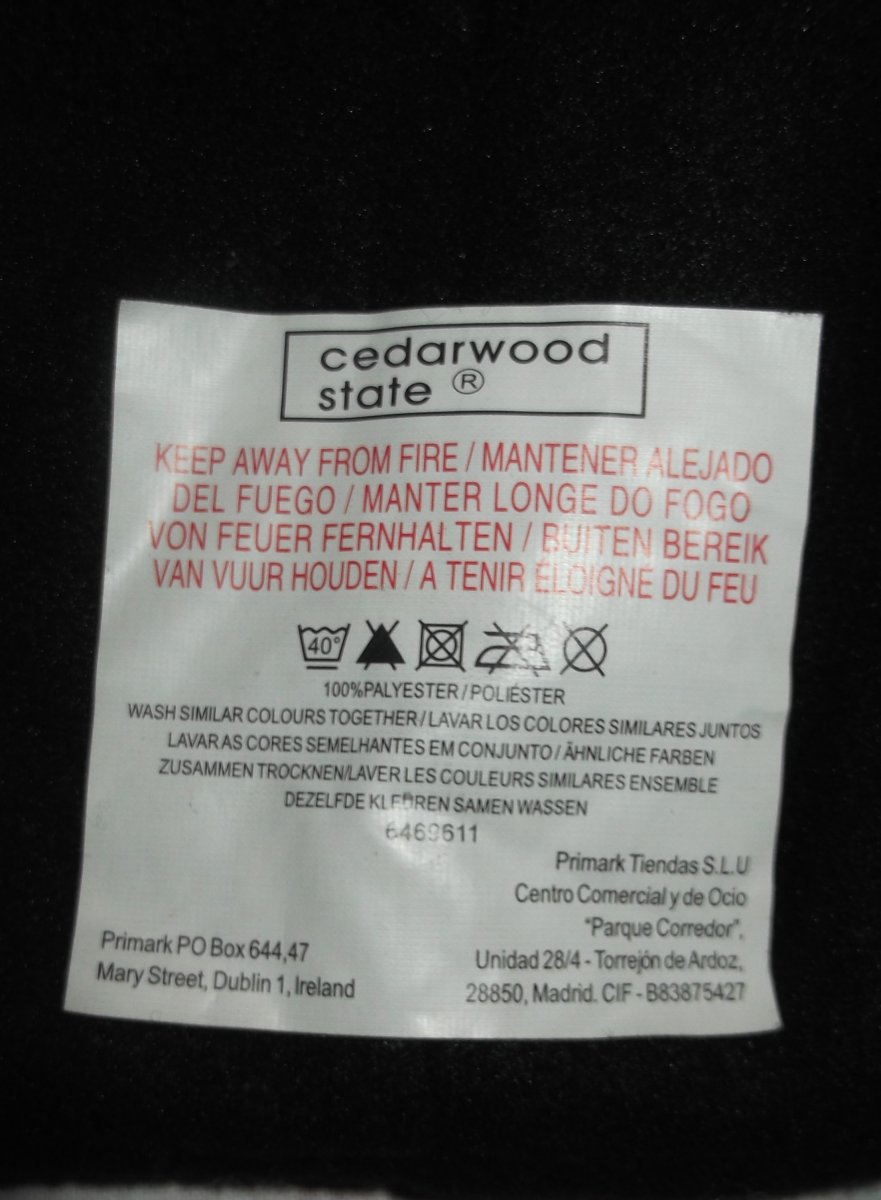 cedarwood
state ®
KEEP AWAY FROM FIRE / MANTENER ALEJADO
DEL FUEGO / MANTER LONGE DO FOGO
VON FEUER FERNHALTEN / BUITEN BEREIK
VAN VUUR HOUDEN / A TENIR ÉLOIGNÉ DU FEU
40°
100%PALYESTER / POLIÉSTER
WASH SIMILAR COLOURS TOGETHER / LAVAR LOS COLORES SIMILARES JUNTOS
LAVAR AS CORES SEMELHANTES EM CONJUNTO / ÄHNLICHE FARBEN
ZUSAMMEN TROCKNEN/LAVER LES COULEURS SIMILARES ENSEMBLE
DEZELFDE KLEUREN SAMEN WASSEN
6469611
Primark PO Box 644,47
Mary Street, Dublin 1, Ireland
Primark Tiendas S.L.U
Centro Comercial y de Ocio
"Parque Corredor".
Unidad 28/4 - Torrejón de Ardoz,
28850, Madrid. CIF - B83875427